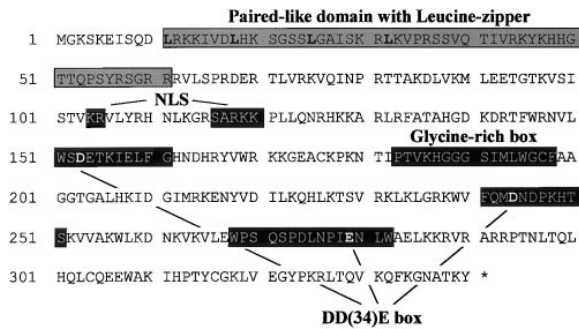 Paired-like domain with Leucine-zipper
1 MGKSKEISQD LRKKIVDLHK SGSSLGAISK RLKVPRSSVQ TIVRKYKHHG
51 TTQPSYRSGR RRVLSPRDER TLVRKVQINP RTTAKDLVKM LEETGTKVSI
NLS
101 STVKRVLYRH NLKGRSARKK PLLQNRHKKA RLRFATAHGD KDRTFWRNVL
Glycine-rich box
151 WSDETKIELFG HNDHRYVWRK KKGEACKPKN TIPTVKHGGG SIMLWGCFAA
201 GGTGALHKID GIMRKENYVD ILKQHLKTSV RKLKLGRKWV FQMDNDPKHT
251 SKVVAKWLKD NKVKVLEWPS QSPDLNPIEN LWAELKKRVR ARRPTNLTQL
301 HQLCQEEWAK IHPTYCGKLV EGYPKRLTQV KQFKGNATKY *
DD(34)E box